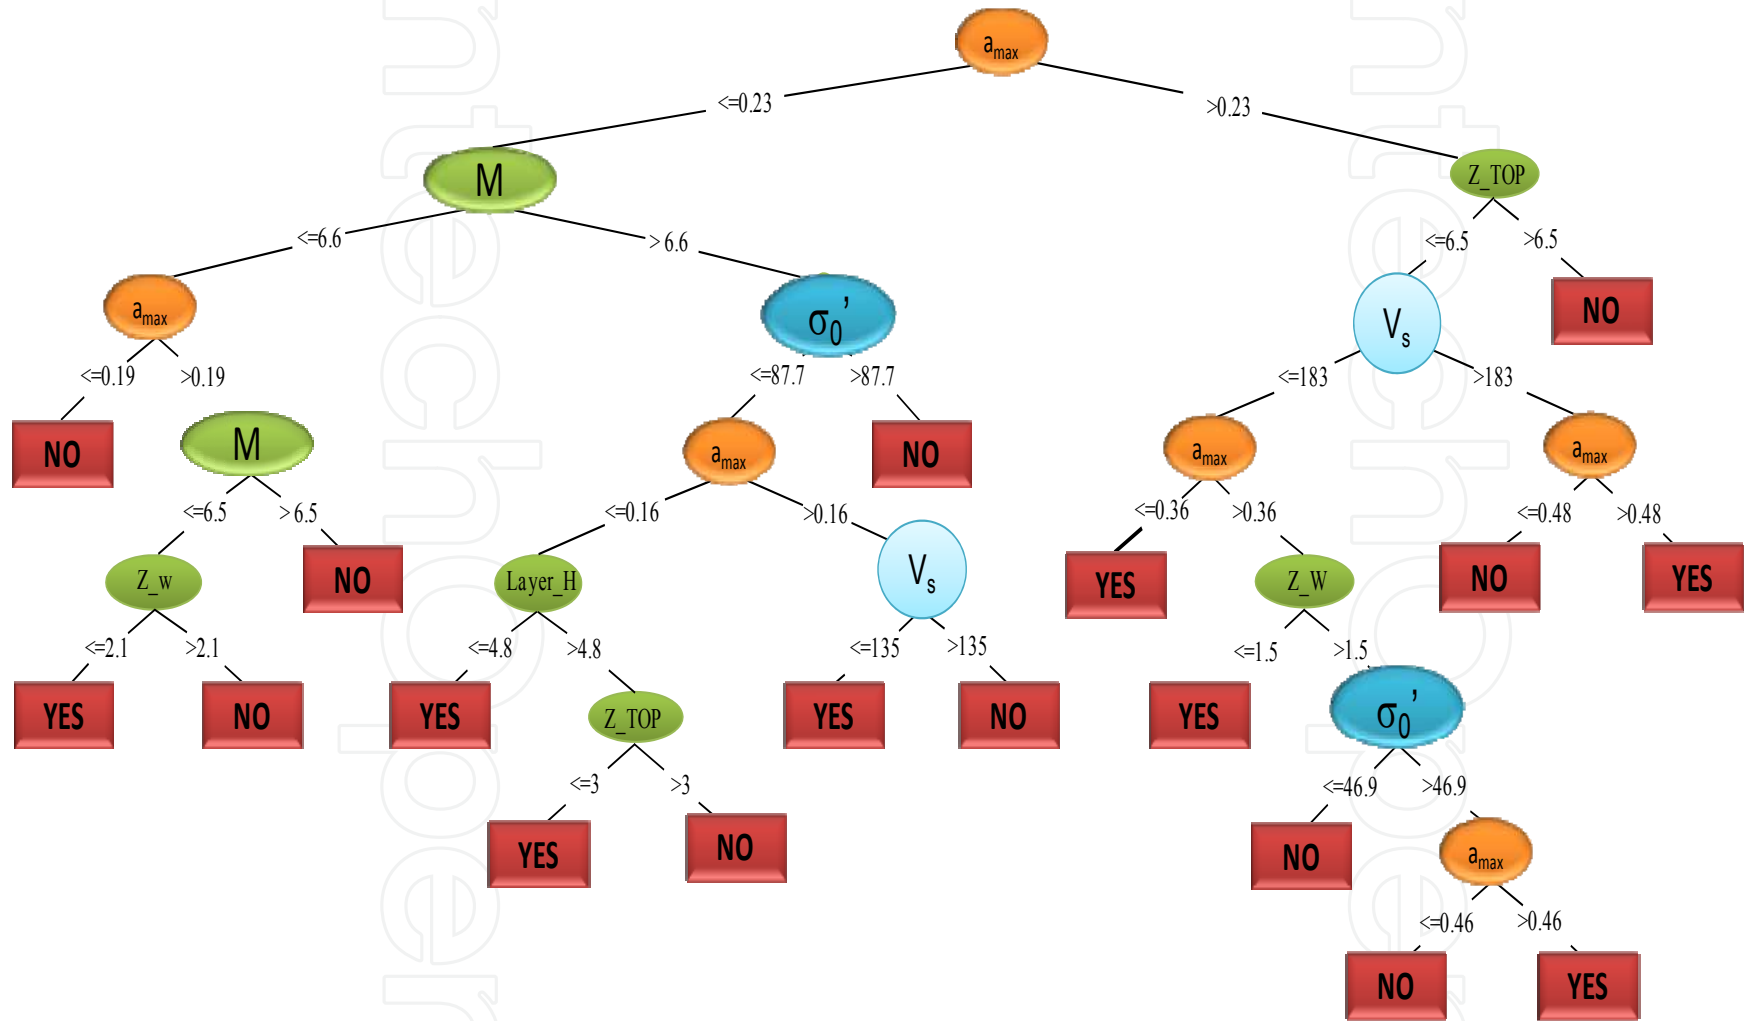 a_max
<=0.23
>0.23
M
Z_TOP
<=6.6
> 6.6
<=6.5
>6.5
a_max
σ_0’
V_s
NO
<=0.19
>0.19
<=87.7
>87.7
<=183
>183
NO
M
a_max
NO
a_max
a_max
<=6.5
> 6.5
<=0.16
>0.16
<=0.36
>0.36
<=0.48
>0.48
Z_w
NO
Layer_H
V_s
YES
Z_W
NO
YES
<=2.1
>2.1
<=4.8
>4.8
<=135
>135
<=1.5
>1.5
YES
NO
YES
Z_TOP
YES
NO
YES
σ_0’
<=3
>3
<=46.9
>46.9
YES
NO
NO
a_max
<=0.46
>0.46
NO
YES